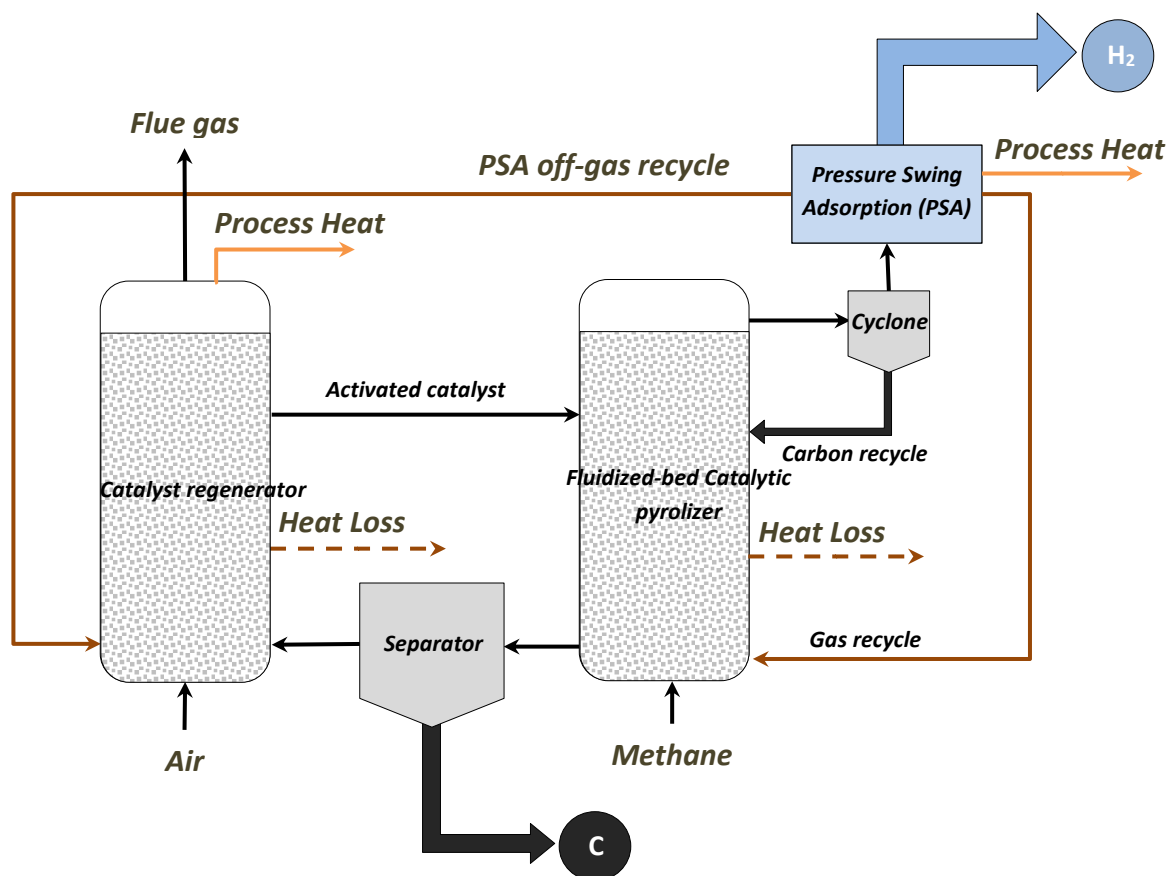 H₂
Flue gas
PSA off-gas recycle
Process Heat
Pressure Swing
Adsorption (PSA)
Process Heat
Cyclone
Activated catalyst
Carbon recycle
Catalyst regenerator
Fluidized-bed Catalytic
pyrolizer
Heat Loss
Heat Loss
Separator
Gas recycle
Air
Methane
C